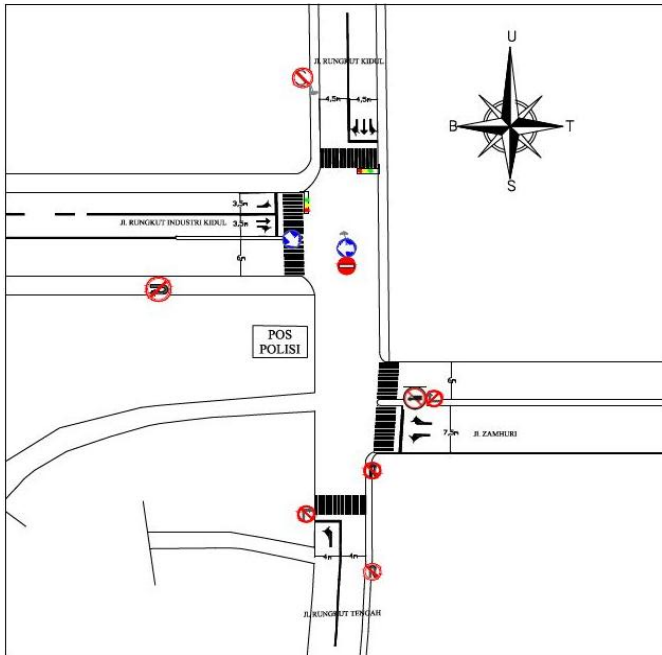 U
JL RUNGKUT KIDUL
4,5m 4,5m
B T
S
3,5m
JL RUNGKUT INDUSTRI KIDUL
3,5m
POS
POLISI
7,5m
JL ZAMHURI
4m 4m
JL RUNGKUT TENGAH